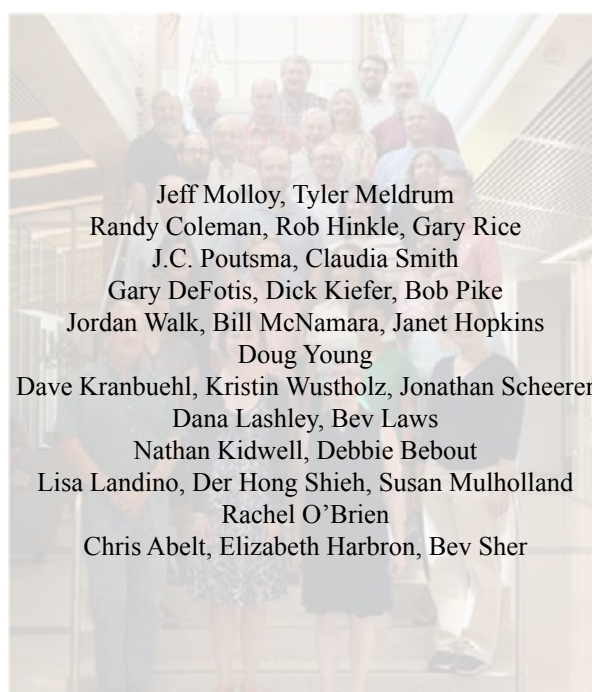 Jeff Molloy, Tyler Meldrum
Randy Coleman, Rob Hinkle, Gary Rice
J.C. Poutsma, Claudia Smith
Gary DeFotis, Dick Kiefer, Bob Pike
Jordan Walk, Bill McNamara, Janet Hopkins
Doug Young
Dave Kranbuehl, Kristin Wustholz, Jonathan Scheerer
Dana Lashley, Bev Laws
Nathan Kidwell, Debbie Bebout
Lisa Landino, Der Hong Shieh, Susan Mulholland
Rachel O’Brien
Chris Abelt, Elizabeth Harbron, Bev Sher